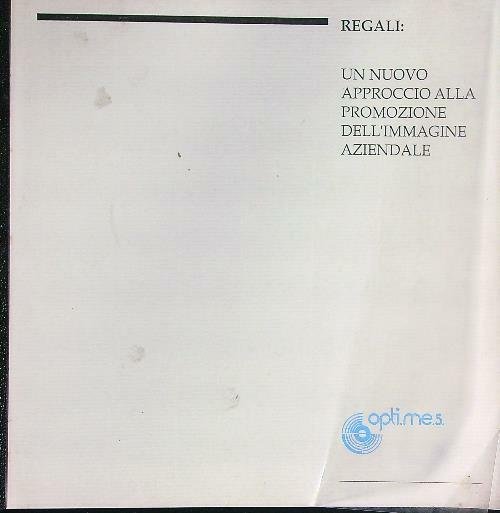 REGALI:
UN NUOVO
APPROCCIO ALLA
PROMOZIONE
DELL'IMMAGINE
AZIENDALE
opti.me.s.